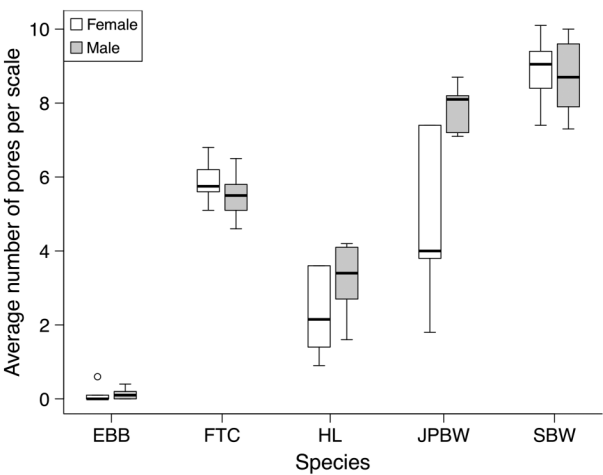 Female
Male
Average number of pores per scale
10
8
6
4
2
0
EBB FTC HL JPBW SBW
Species